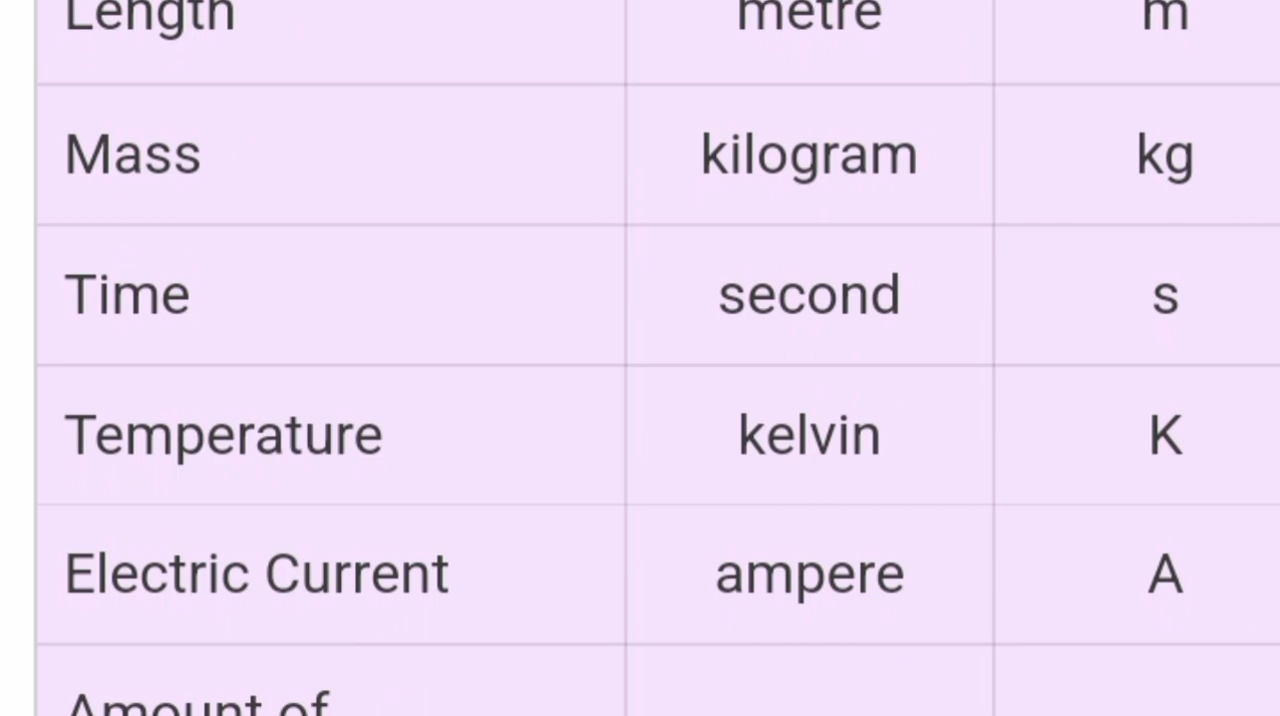 Length metre m
Mass kilogram kg
Time second s
Temperature kelvin K
Electric Current ampere A
Amount of